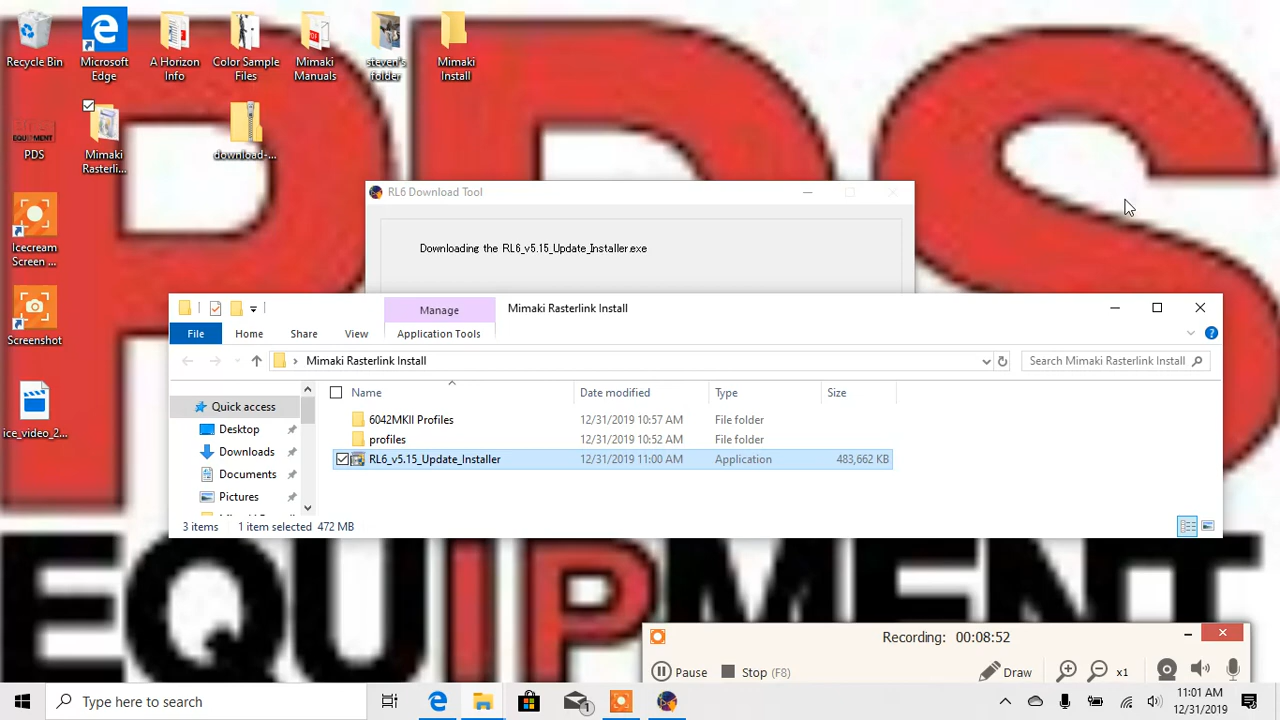 Recycle Bin
Microsoft Edge
A Horizon Info
Color Sample Files
Mimaki Manuals
steven's folder
Mimaki Install
EQUIPMENT
PDS
Mimaki Rasterli...
download-...
Icecream Screen ...
Screenshot
ice_video_2...
RL6 Download Tool
Downloading the RL6_v5.15_Update_Installer.exe
Manage
Mimaki Rasterlink Install
File
Home
Share
View
Application Tools
Mimaki Rasterlink Install
Search Mimaki Rasterlink Install
Name
Date modified
Type
Size
Quick access
Desktop
Downloads
Documents
Pictures
6042MKII Profiles 12/31/2019 10:57 AM File folder
profiles 12/31/2019 10:52 AM File folder
RL6_v5.15_Update_Installer 12/31/2019 11:00 AM Application 483,662 KB
3 items 1 item selected 472 MB
PDS
EQUIPMENT
Recording: 00:08:52
Pause
Stop (F8)
Draw
x1
Type here to search
1
11:01 AM
12/31/2019